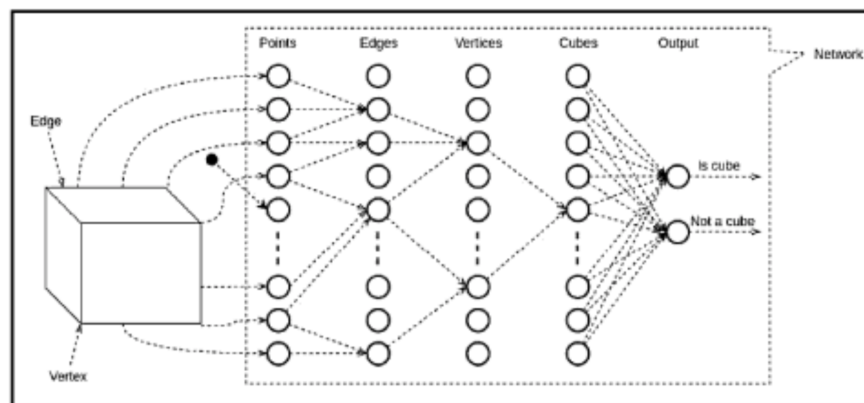 Points Edges Vertices Cubes Output
Network
Edge
Is cube
Not a cube
Vertex